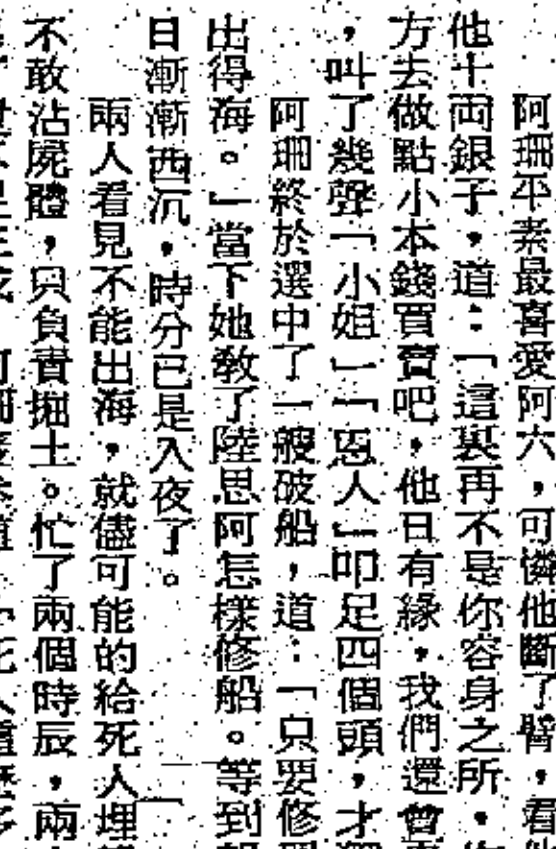 阿珊平素最喜愛阿六，可憐他斷了臂，看
他十両銀子，道：「這裏再不是你容身之所，
方去做點小本錢買賣吧，他日有緣，我們還會
，叫了幾聲「小姐」「恩人」叩足四個頭，才
阿珊終於選中了一艘破船，道：「只要修
出得海。」當下她教了陸思阿怎樣修船。等到
日漸漸西沉，時分已是入夜了。
兩人看見不能出海，就儘可能的給死人埋
不敢沾屍體，只負責掘土。忙了兩個時辰，兩